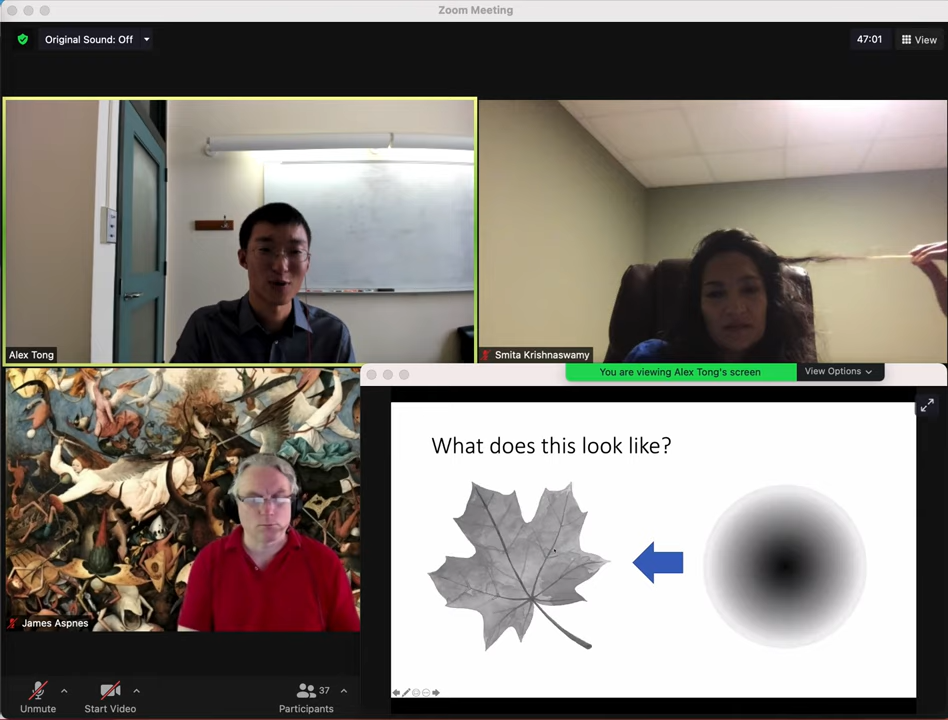 Zoom Meeting
Original Sound: Off
47:01
View
Alex Tong
Smita Krishnaswamy
You are viewing Alex Tong's screen
View Options
What does this look like?
James Aspnes
Unmute
Start Video
37
Participants